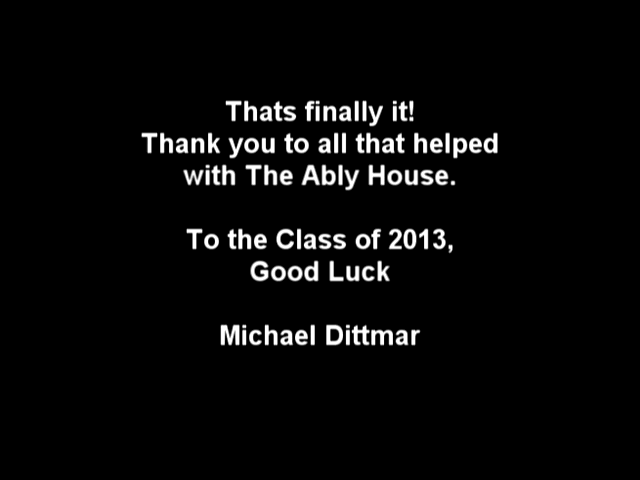 Thats finally it!
Thank you to all that helped
with The Ably House.
To the Class of 2013,
Good Luck
Michael Dittmar